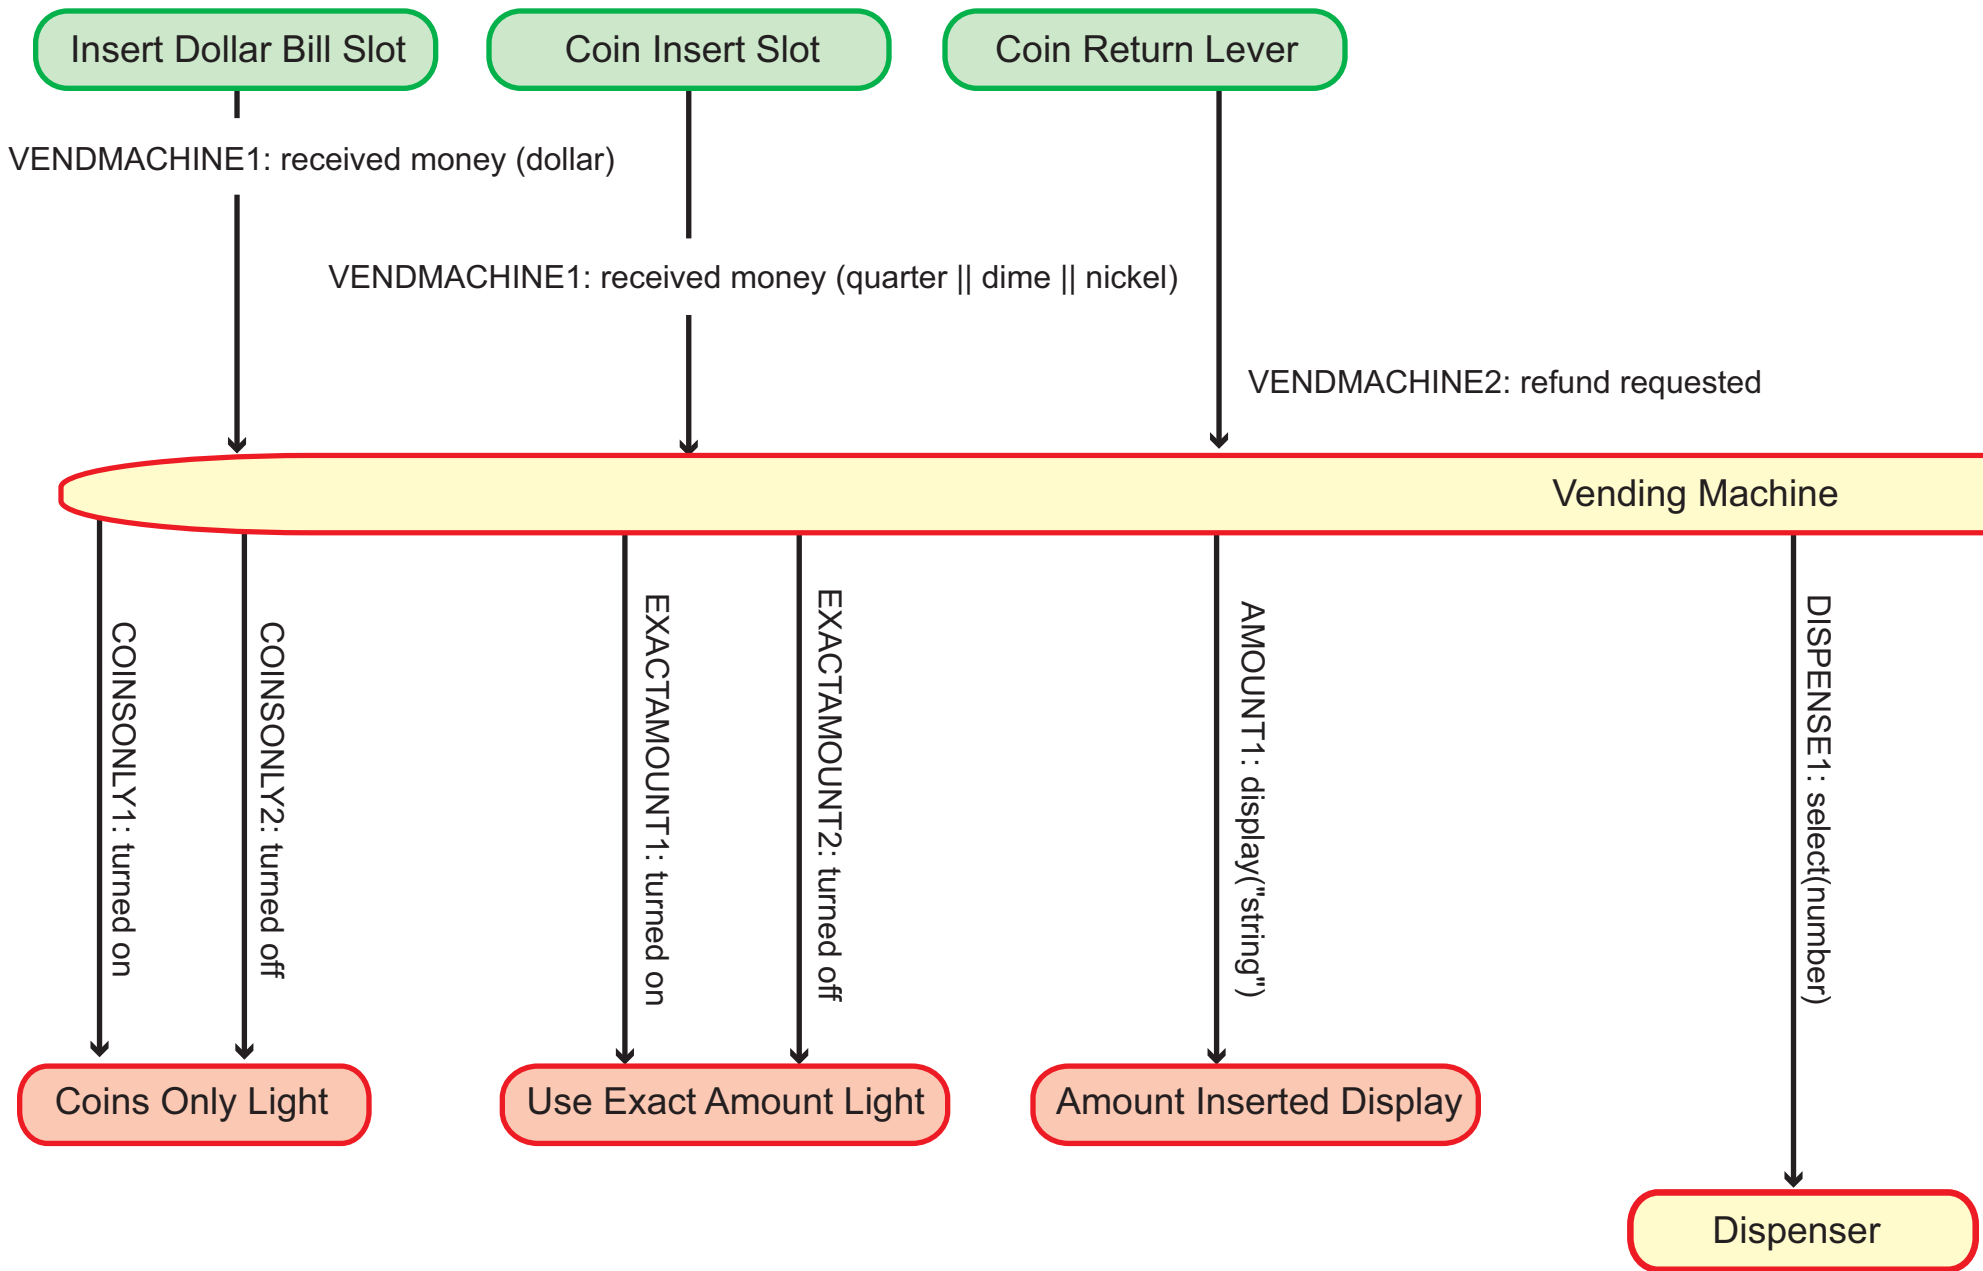 Insert Dollar Bill Slot
Coin Insert Slot
Coin Return Lever
VENDMACHINE1: received money (dollar)
VENDMACHINE1: received money (quarter || dime || nickel)
VENDMACHINE2: refund requested
Vending Machine
COINSONLY1: turned on
COINSONLY2: turned off
EXACTAMOUNT1: turned on
EXACTAMOUNT2: turned off
AMOUNT1: display("string")
DISPENSE1: select(number)
Coins Only Light
Use Exact Amount Light
Amount Inserted Display
Dispenser